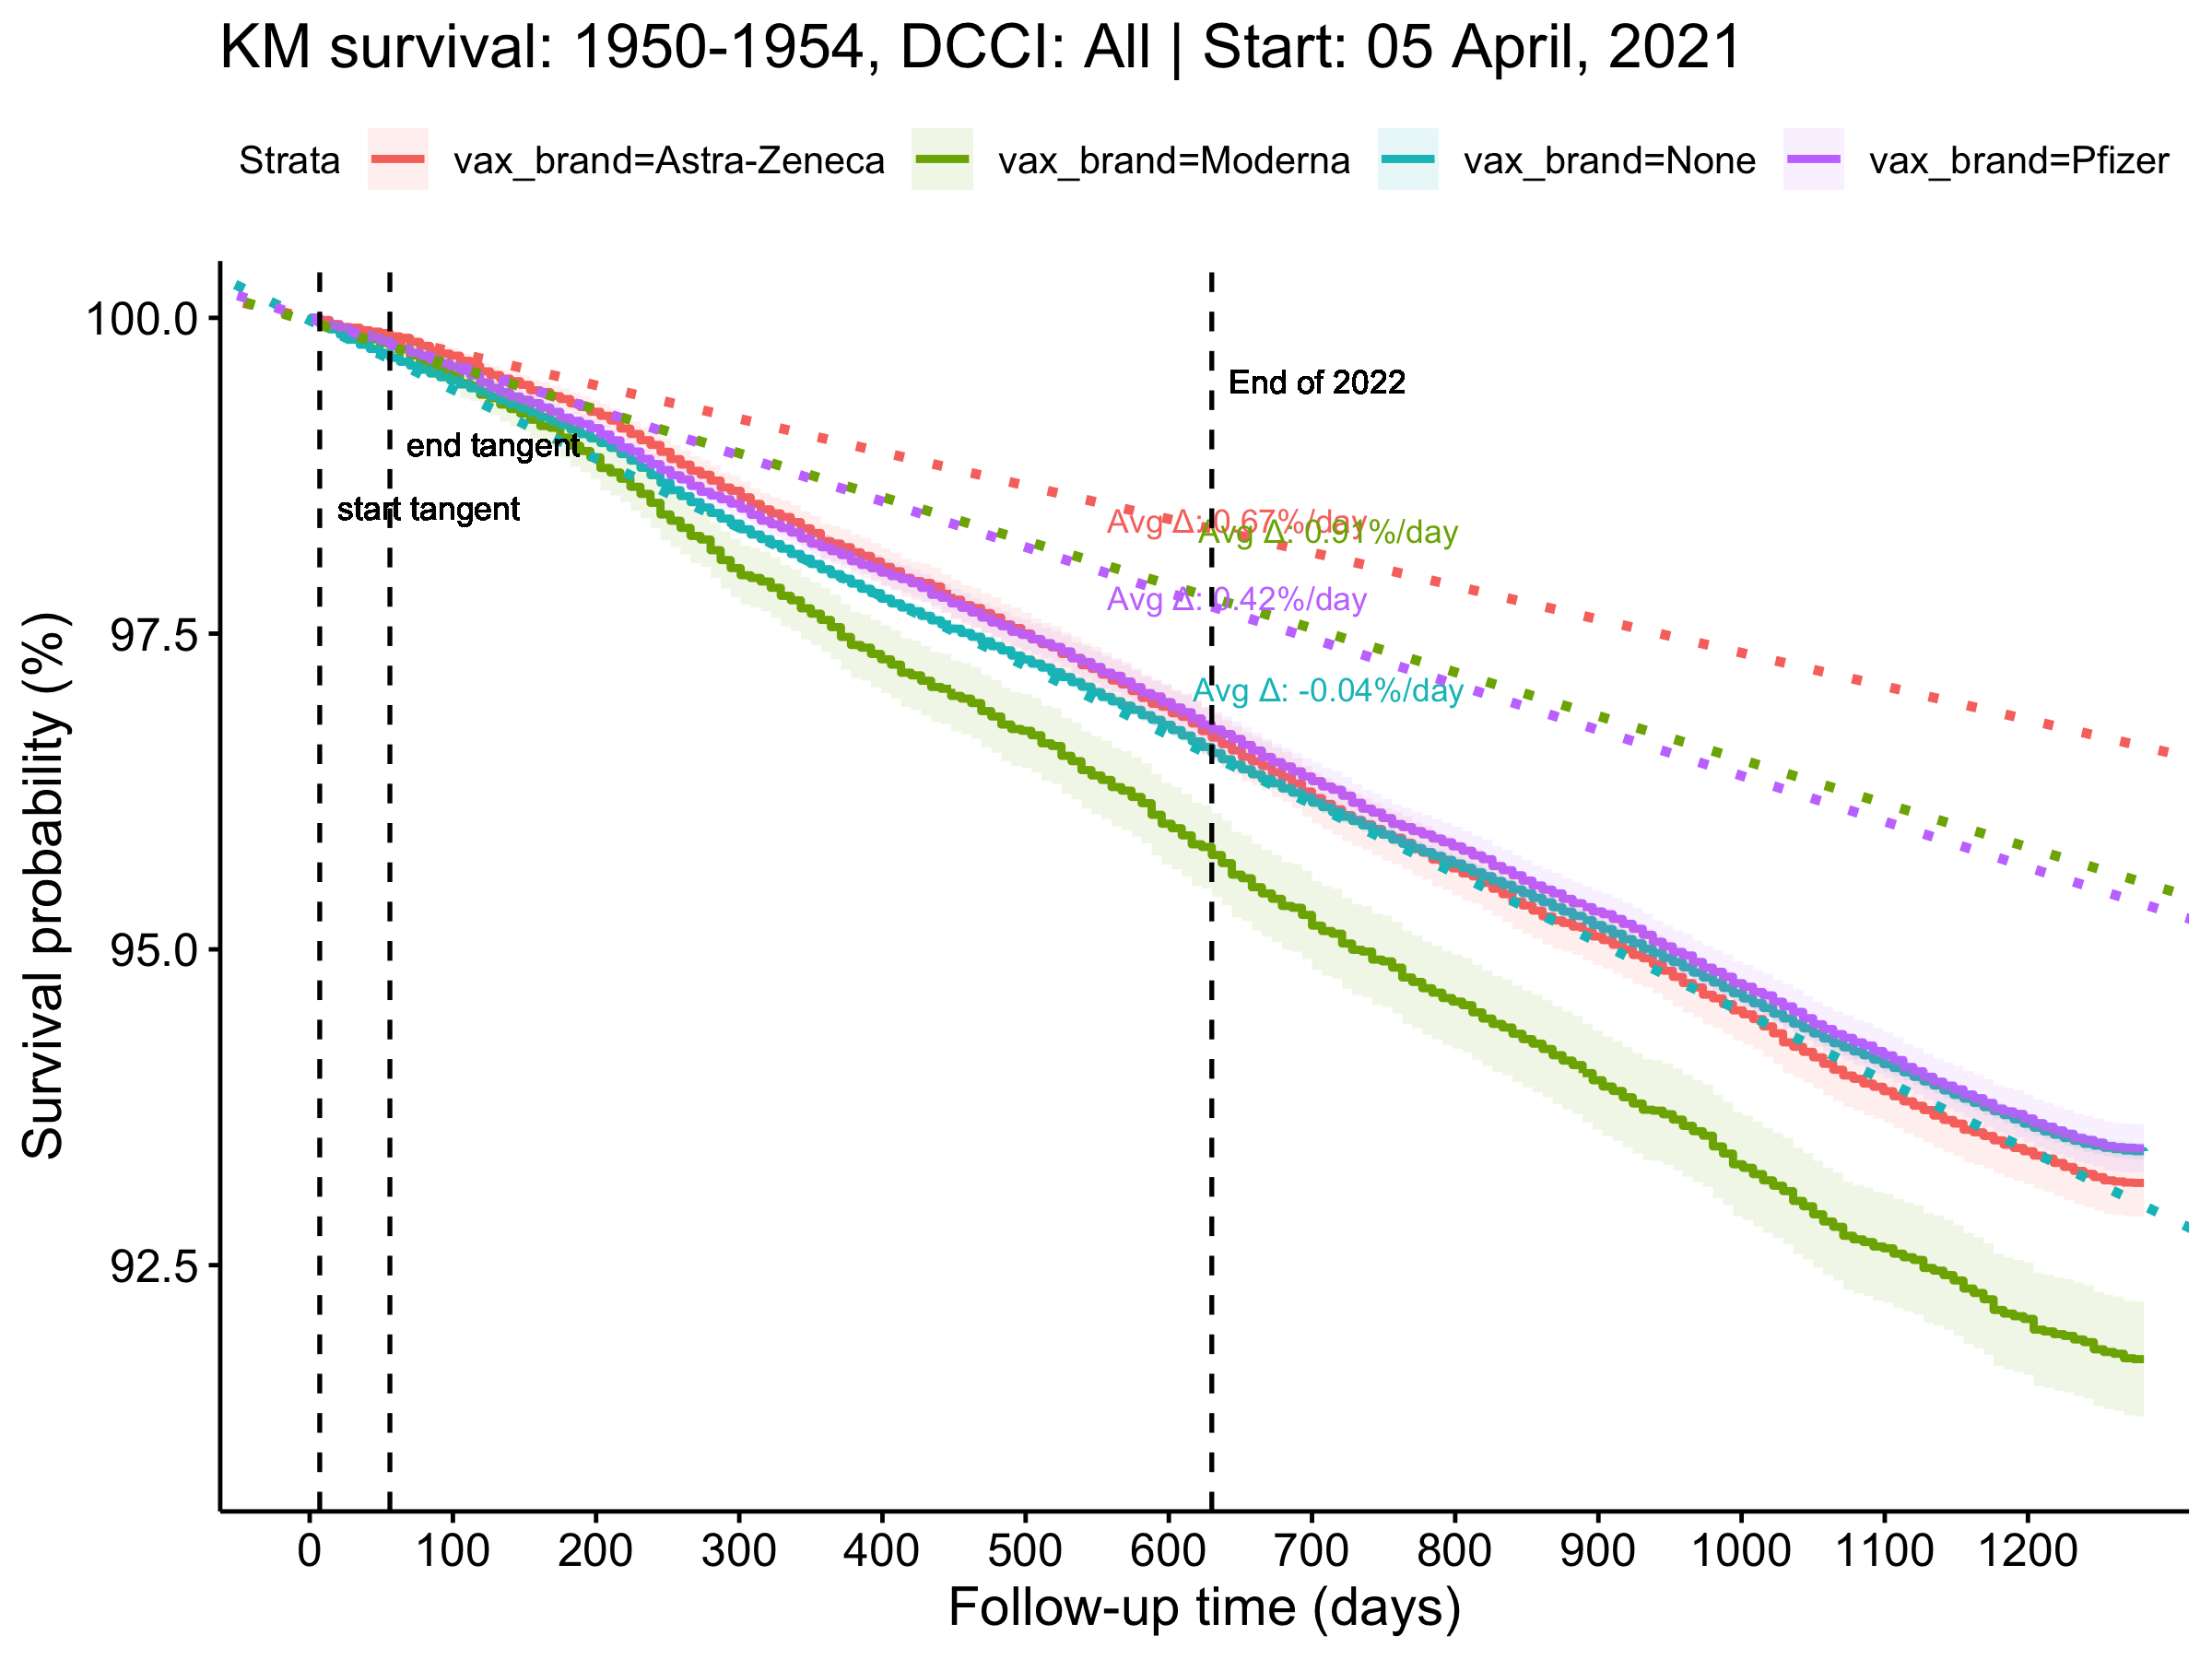 KM survival: 1950-1954, DCCI: All | Start: 05 April, 2021
Strata vax_brand=Astra-Zeneca vax_brand=Moderna vax_brand=None vax_brand=Pfizer
Survival probability (%)
100.0
97.5
95.0
92.5
End of 2022
end tangent
start tangent
Avg Δ: 0.67%/day
Avg Δ: 0.91%/day
Avg Δ: 0.42%/day
Avg Δ: -0.04%/day
0 100 200 300 400 500 600 700 800 900 1000 1100 1200
Follow-up time (days)